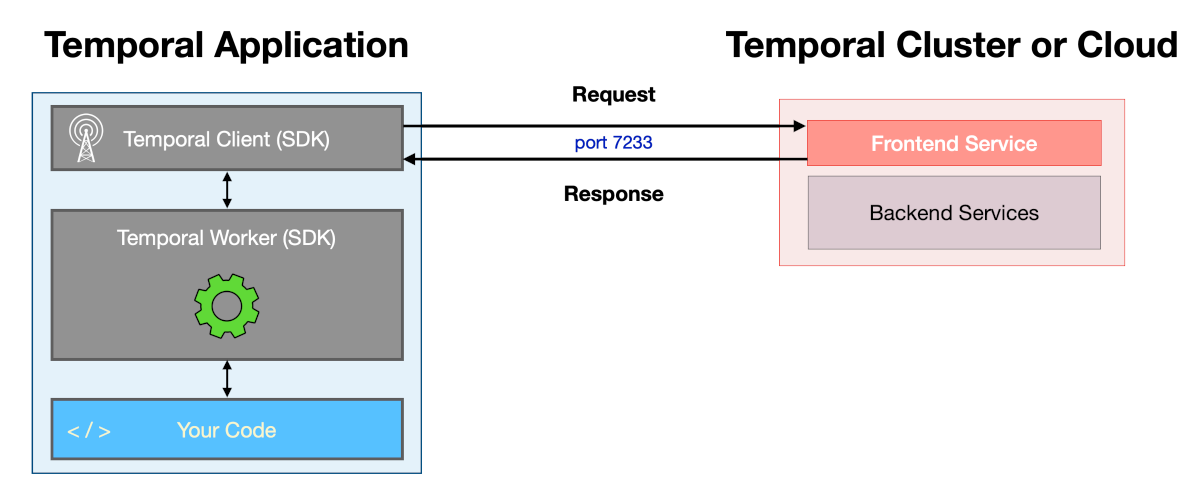 Temporal Application
Temporal Cluster or Cloud
Temporal Client (SDK)
Request
port 7233
Response
Frontend Service
Backend Services
Temporal Worker (SDK)
< / >
Your Code